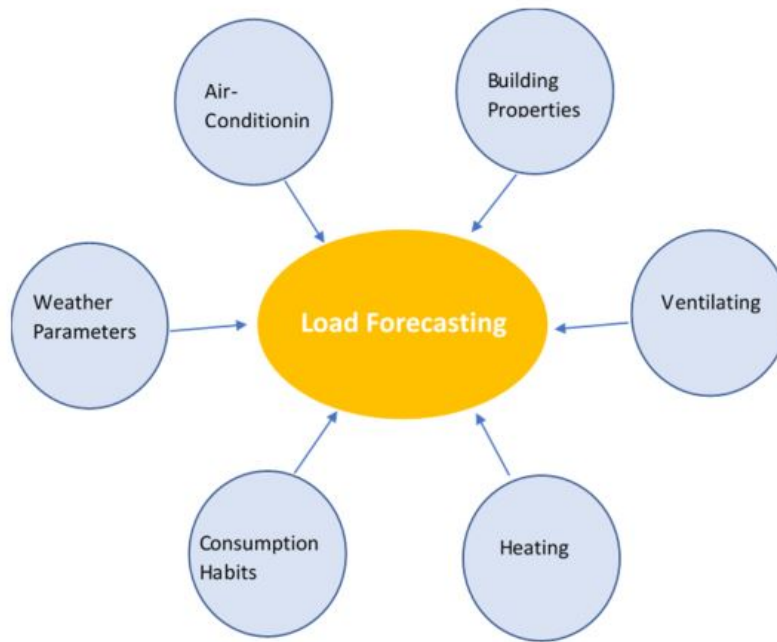 Air-
Conditionin
Building
Properties
Weather
Parameters
Load Forecasting
Ventilating
Consumption
Habits
Heating